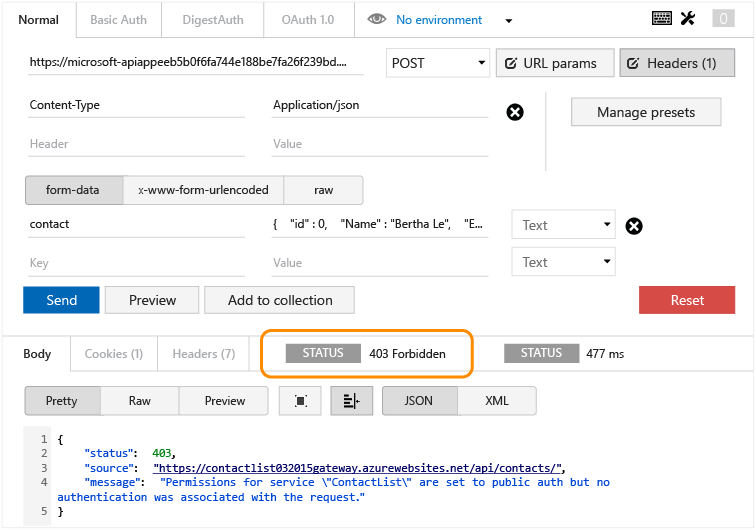 Normal Basic Auth DigestAuth OAuth 1.0 No environment 0
https://microsoft-apiappeeb5b0f6fa744e188be7fa26f239bd.... POST URL params Headers (1)
Content-Type Application/json Manage presets
Header Value
form-data x-www-form-urlencoded raw
contact { "id" : 0, "Name" : "Bertha Le", "E... Text
Key Value Text
Send Preview Add to collection Reset
Body Cookies (1) Headers (7) STATUS 403 Forbidden STATUS 477 ms
Pretty Raw Preview JSON XML
1 {
2 "status": 403,
3 "source": "https://contactlist032015gateway.azurewebsites.net/api/contacts/",
4 "message": "Permissions for service \"ContactList\" are set to public auth but no
authentication was associated with the request."
5 }